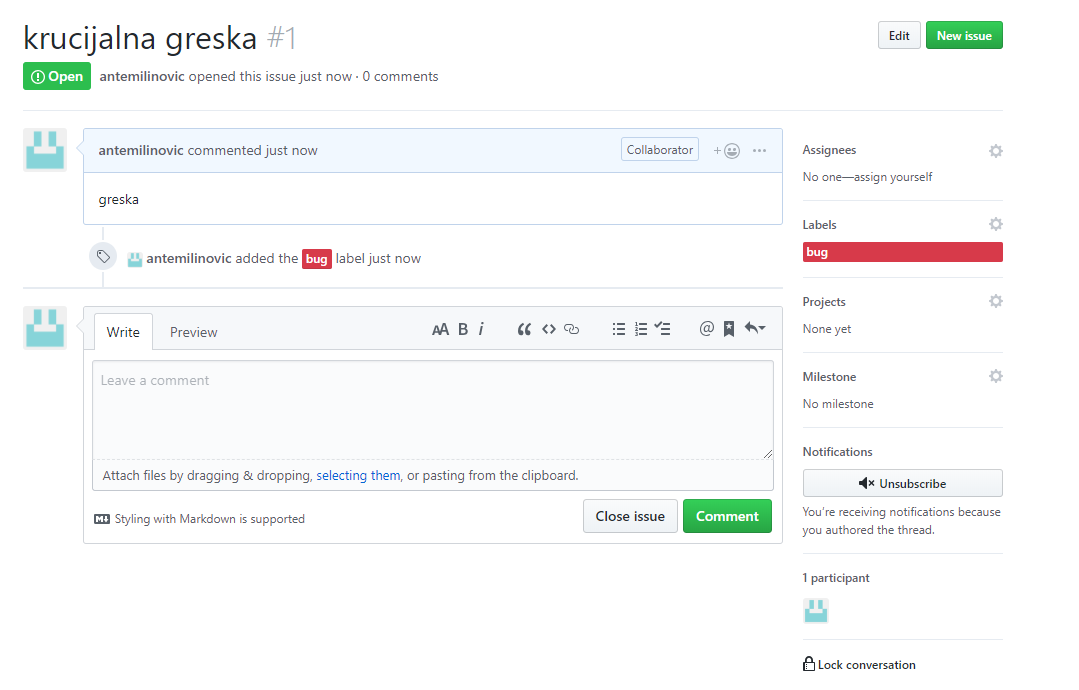 krucijalna greska #1
Edit
New issue
Open
antemilinovic opened this issue just now · 0 comments
antemilinovic commented just now
Collaborator
greska
antemilinovic added the bug label just now
Write
Preview
AA B i
Leave a comment
Attach files by dragging & dropping, selecting them, or pasting from the clipboard.
Styling with Markdown is supported
Close issue
Comment
Assignees
No one—assign yourself
Labels
bug
Projects
None yet
Milestone
No milestone
Notifications
Unsubscribe
You're receiving notifications because
you authored the thread.
1 participant
Lock conversation